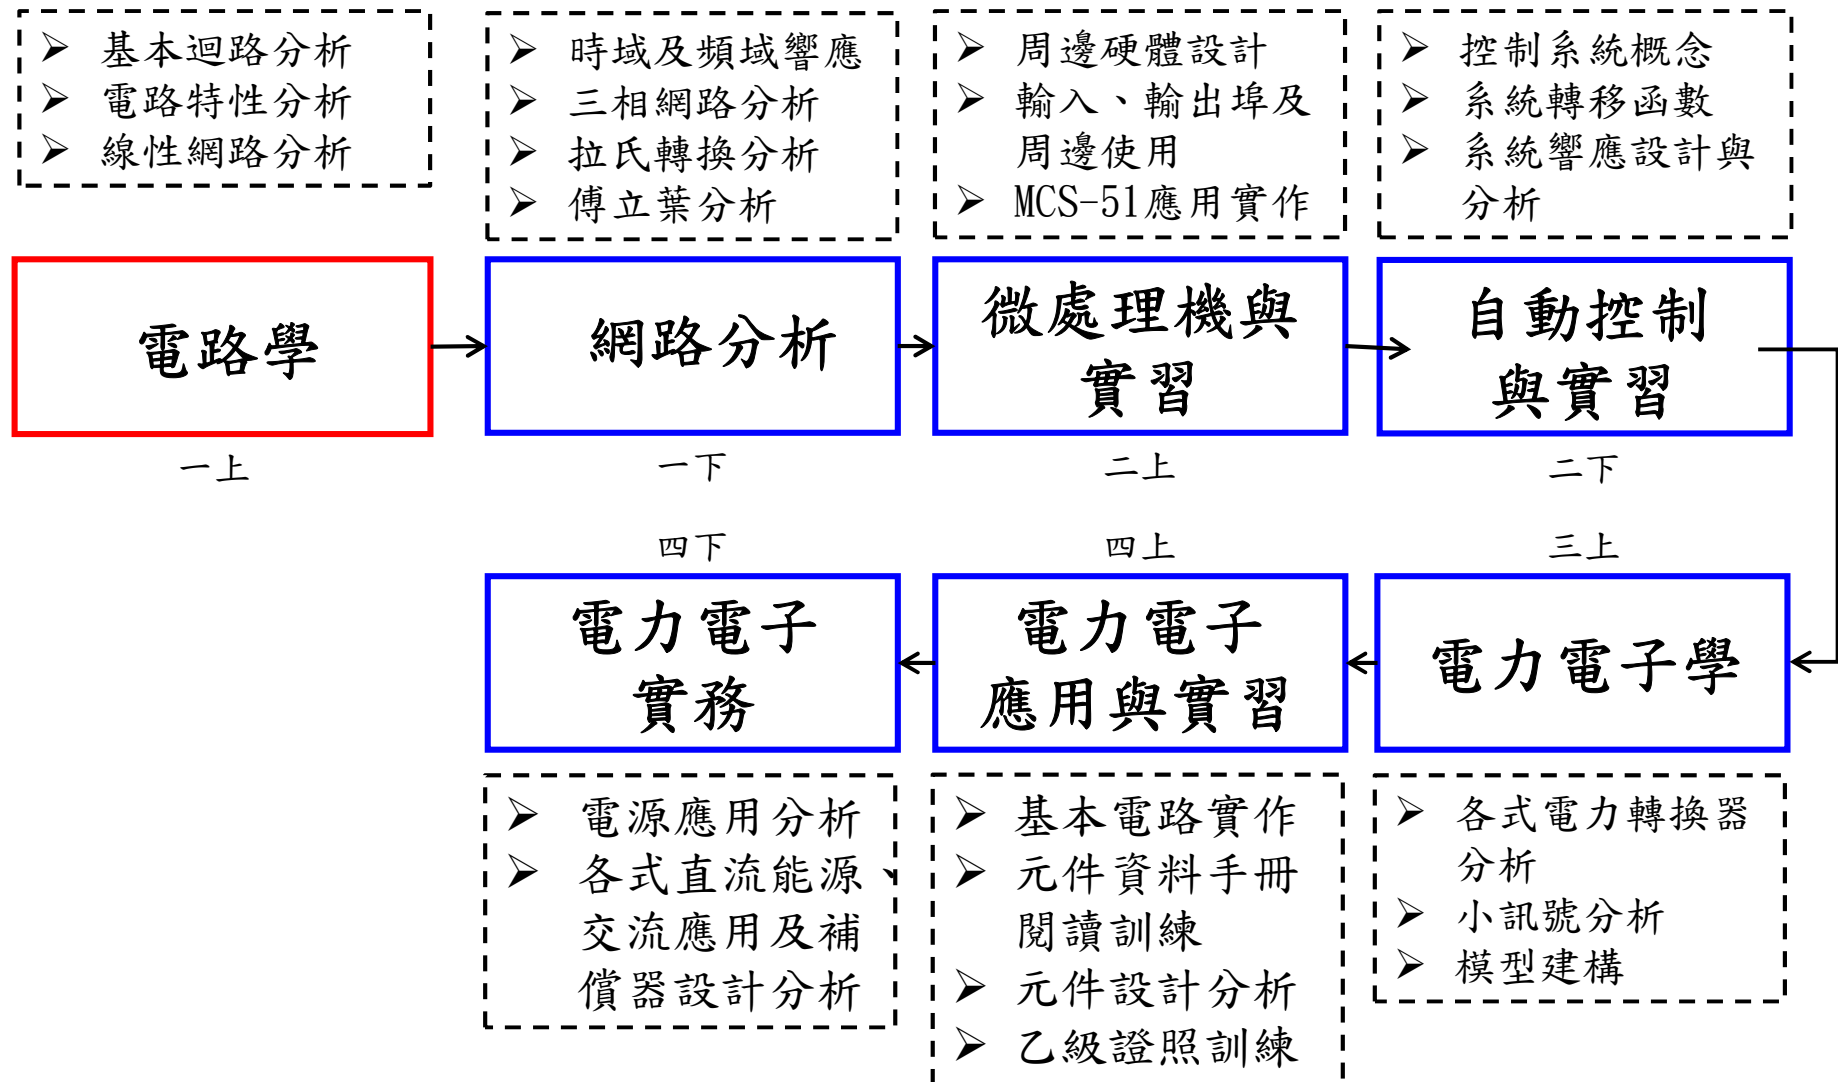 ➢ 基本迴路分析
➢ 電路特性分析
➢ 線性網路分析
➢ 時域及頻域響應
➢ 三相網路分析
➢ 拉氏轉換分析
➢ 傅立葉分析
➢ 周邊硬體設計
➢ 輸入、輸出埠及
周邊使用
➢ MCS-51應用實作
➢ 控制系統概念
➢ 系統轉移函數
➢ 系統響應設計與
分析
電路學
網路分析
微處理機與
實習
自動控制
與實習
一上
一下
二上
二下
四下
四上
三上
電力電子
實務
電力電子
應用與實習
電力電子學
➢ 電源應用分析
➢ 各式直流能源、
交流應用及補
償器設計分析
➢ 基本電路實作
➢ 元件資料手冊
閱讀訓練
➢ 元件設計分析
➢ 乙級證照訓練
➢ 各式電力轉換器
分析
➢ 小訊號分析
➢ 模型建構